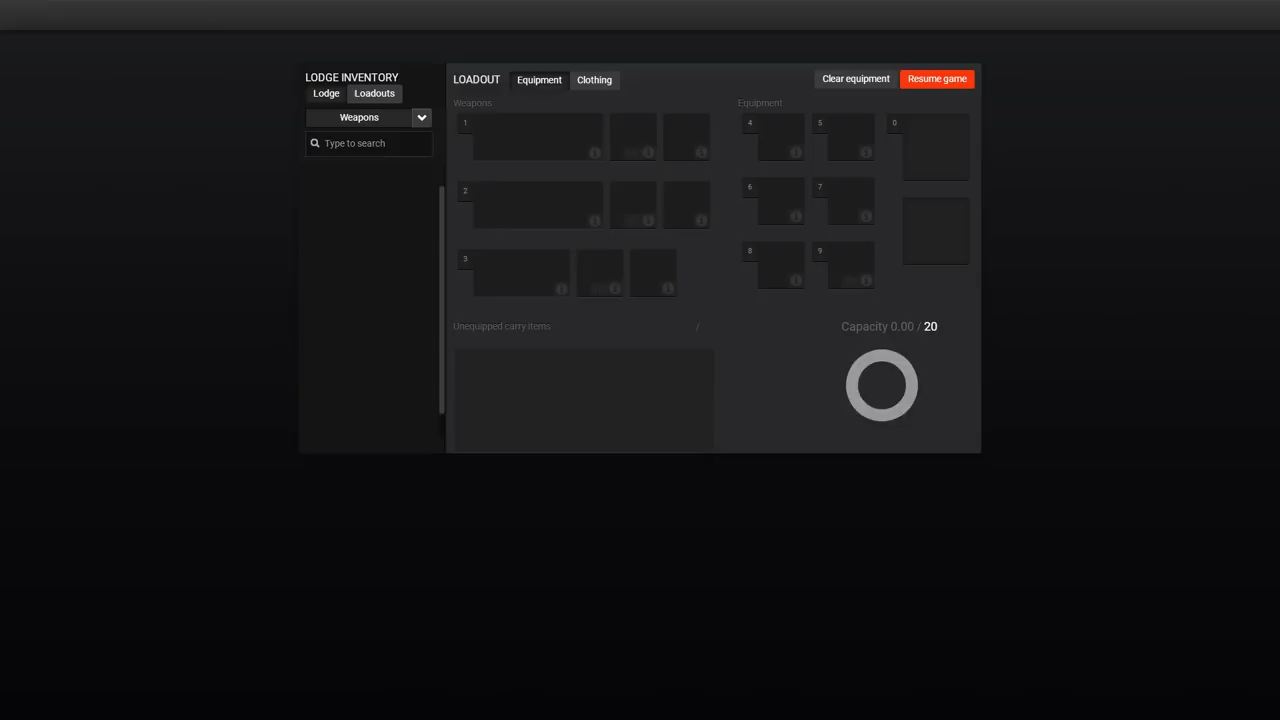 LODGE INVENTORY
Lodge Loadouts
Weapons
Type to search
LOADOUT Equipment Clothing Clear equipment Resume game
Weapons Equipment
1 4 5 0
2 6 7
3 8 9
Unequipped carry items / Capacity 0.00 / 20